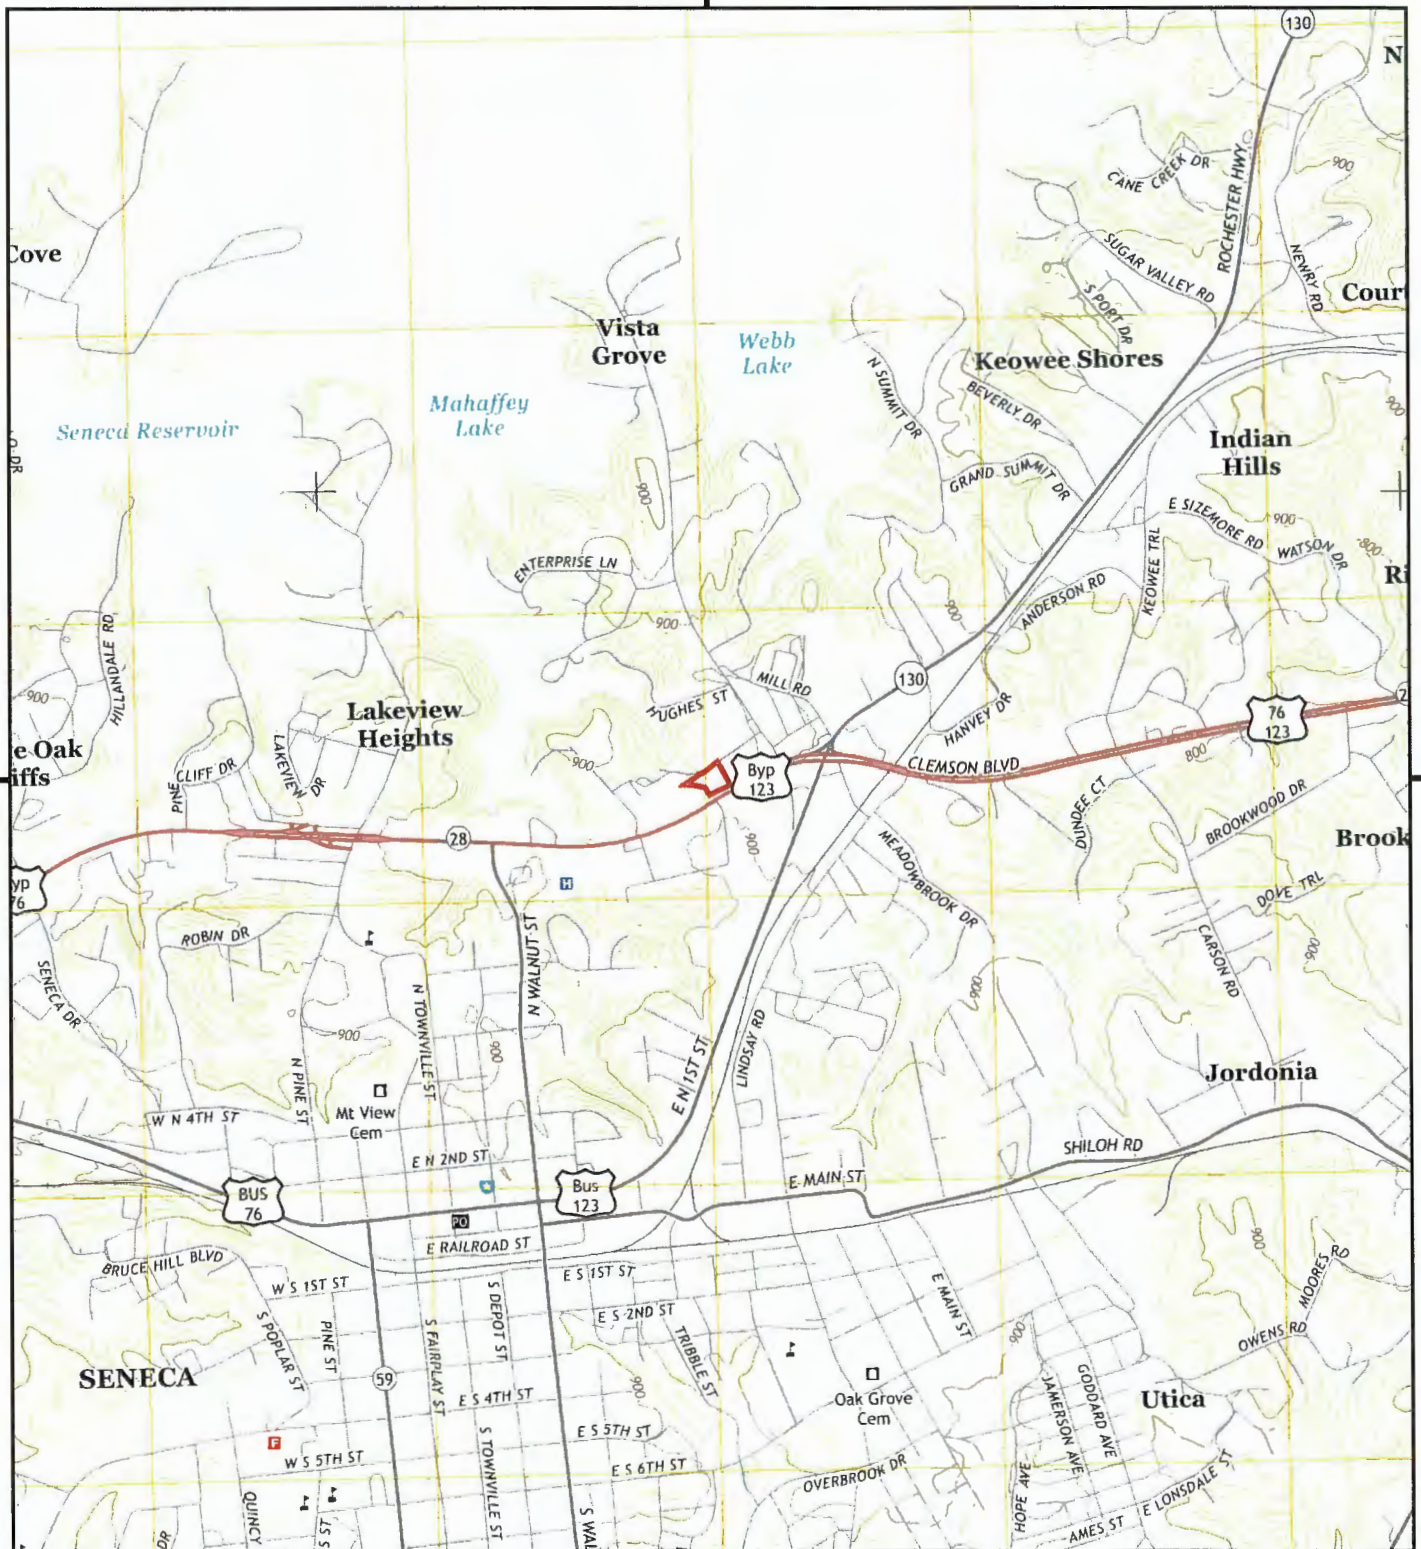 130
N
CANE CREEK DR
900
ROCHESTER HWY
Cove
SUGAR VALLEY RD
NEWRY RD
S PORT DR
Court
Vista
Grove
Webb
Lake
Keowee Shores
N SUMMIT DR
BEVERLY DR
Mahaffey
Lake
Seneca Reservoir
900
Indian
Hills
GRAND SUMMIT DR
900
E SIZEMORE RD
900
WATSON DR
800
KEOWEE TRL
ENTERPRISE LN
ANDERSON RD
Ri
900
900
HILLANDALE RD
900
MILL RD
130
HUGHES ST
HANVEY DR
76
123
2
Lakeview
Heights
LAKEVIEW DR
e Oak
iffs
PINE CLIFF DR
900
Byp
123
CLEMSON BLVD
800
DUNDEE CT
BROOKWOOD DR
Brook
28
900
MEADOWBROOK DR
yp
76
H
DOVE TRL
ROBIN DR
N WALNUT ST
CARSON RD
900
SENECA DR
N TOWNVILLE ST
900
900
900
LINDSAY RD
E N 1ST ST
N PINE ST
Jordonia
Mt View
Cem
W N 4TH ST
E N 2ND ST
SHILOH RD
E MAIN ST
BUS
76
Bus
123
PO
E RAILROAD ST
BRUCE HILL BLVD
W S 1ST ST
E S 1ST ST
S DEPOT ST
E S 2ND ST
E MAIN ST
900
MOORES RD
OWENS RD
900
S POPLAR ST
PINE ST
S FAIRPLAY ST
TRIBBLE ST
SENECA
59
E S 4TH ST
900
Oak Grove
Cem
JAMERSON AVE
GODDARD AVE
Utica
F
W S 5TH ST
E S 5TH ST
E S 6TH ST
S TOWNVILLE ST
OVERBROOK DR
HOPE AVE
E LONSDALE ST
AMES ST
QUINCY
S ST
S WAL
DR